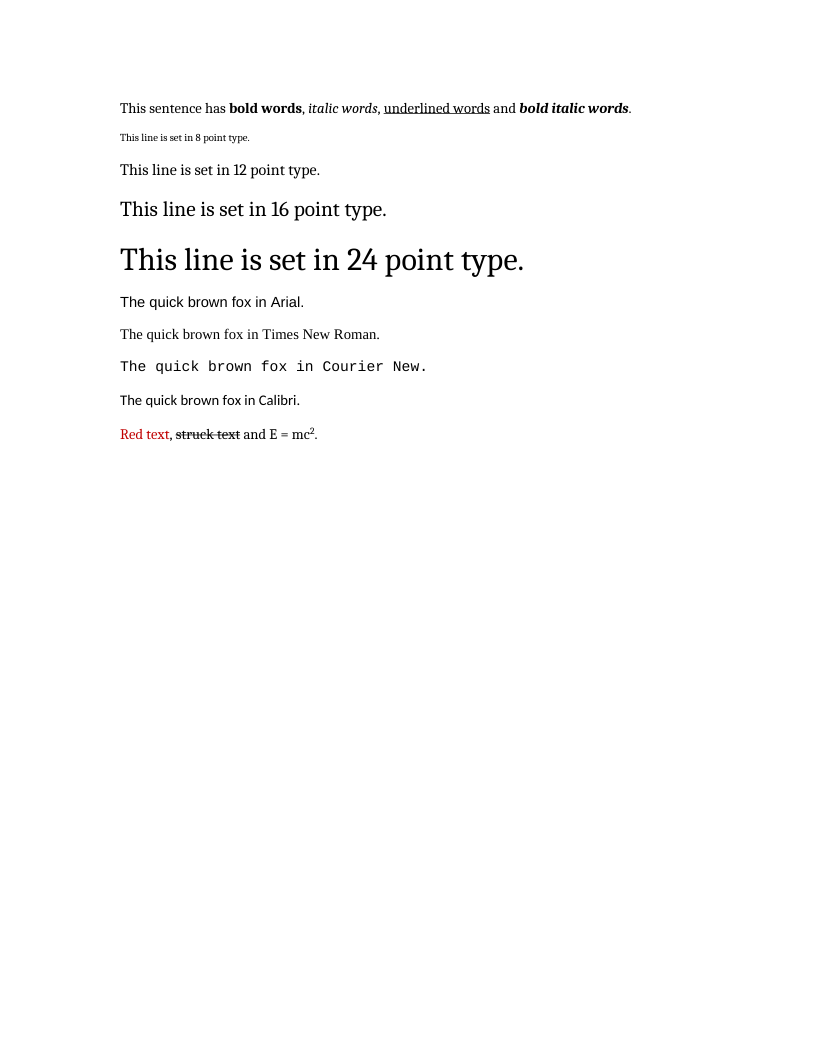 This sentence has bold words, italic words, underlined words and bold italic words.
This line is set in 8 point type.
This line is set in 12 point type.
This line is set in 16 point type.
This line is set in 24 point type.
The quick brown fox in Arial.
The quick brown fox in Times New Roman.
The quick brown fox in Courier New.
The quick brown fox in Calibri.
Red text, struck text and E = mc².